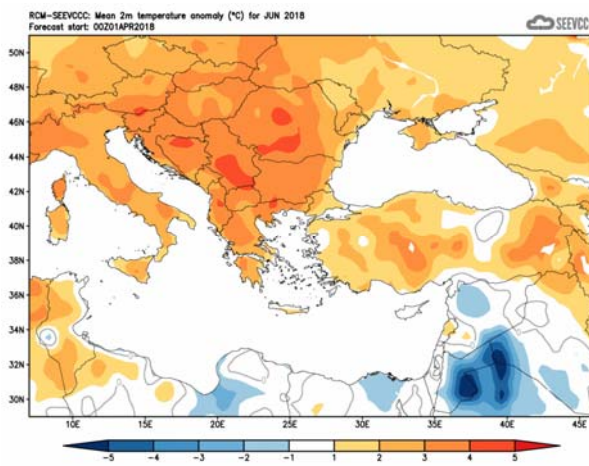 RCM-SEEVCCC: Mean 2m temperature anomaly (°C) for JUN 2018
Forecast start: 00Z01APR2018
SEEVCC
50N
48N
46N
44N
42N
40N
38N
36N
34N
32N
30N
10E 15E 20E 25E 30E 35E 40E 45E
-5 -4 -3 -2 -1 1 2 3 4 5